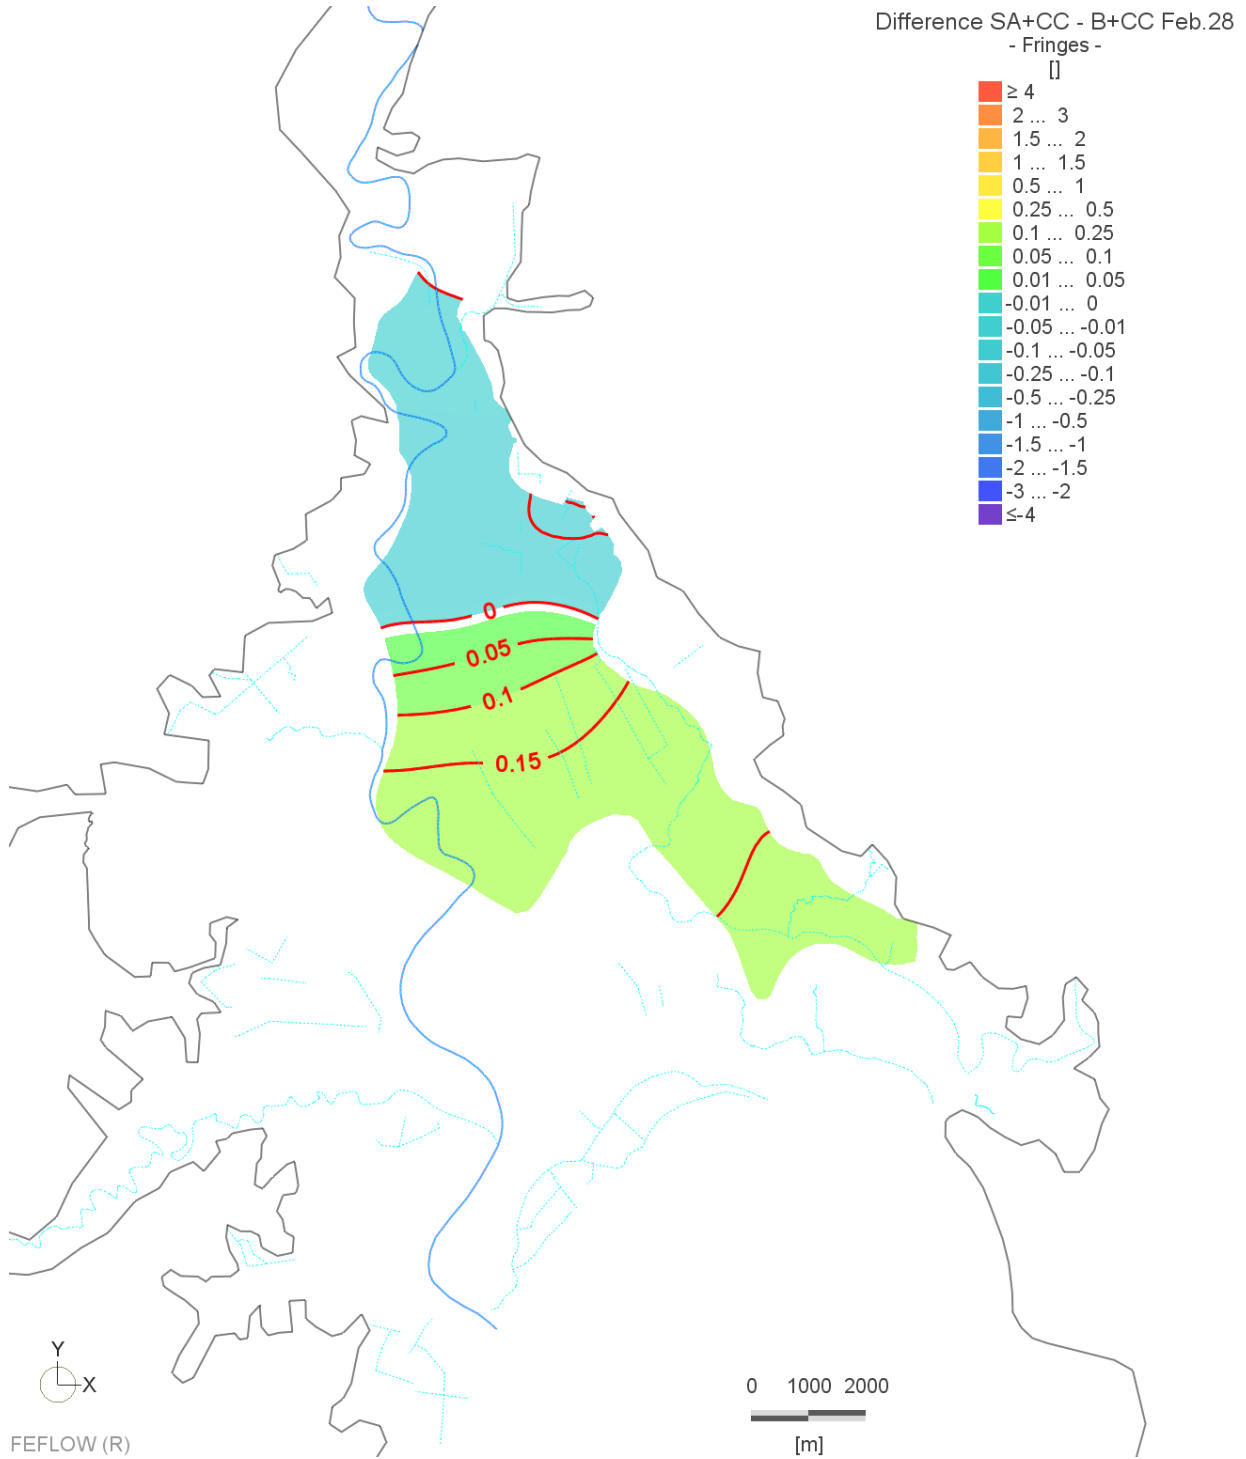 Difference SA+CC - B+CC Feb.28
- Fringes -
[]
≥ 4
2 ... 3
1.5 ... 2
1 ... 1.5
0.5 ... 1
0.25 ... 0.5
0.1 ... 0.25
0.05 ... 0.1
0.01 ... 0.05
-0.01 ... 0
-0.05 ... -0.01
-0.1 ... -0.05
-0.25 ... -0.1
-0.5 ... -0.25
-1 ... -0.5
-1.5 ... -1
-2 ... -1.5
-3 ... -2
≤-4
0
0.05
0.1
0.15
Y
X
0 1000 2000
[m]
FEFLOW (R)